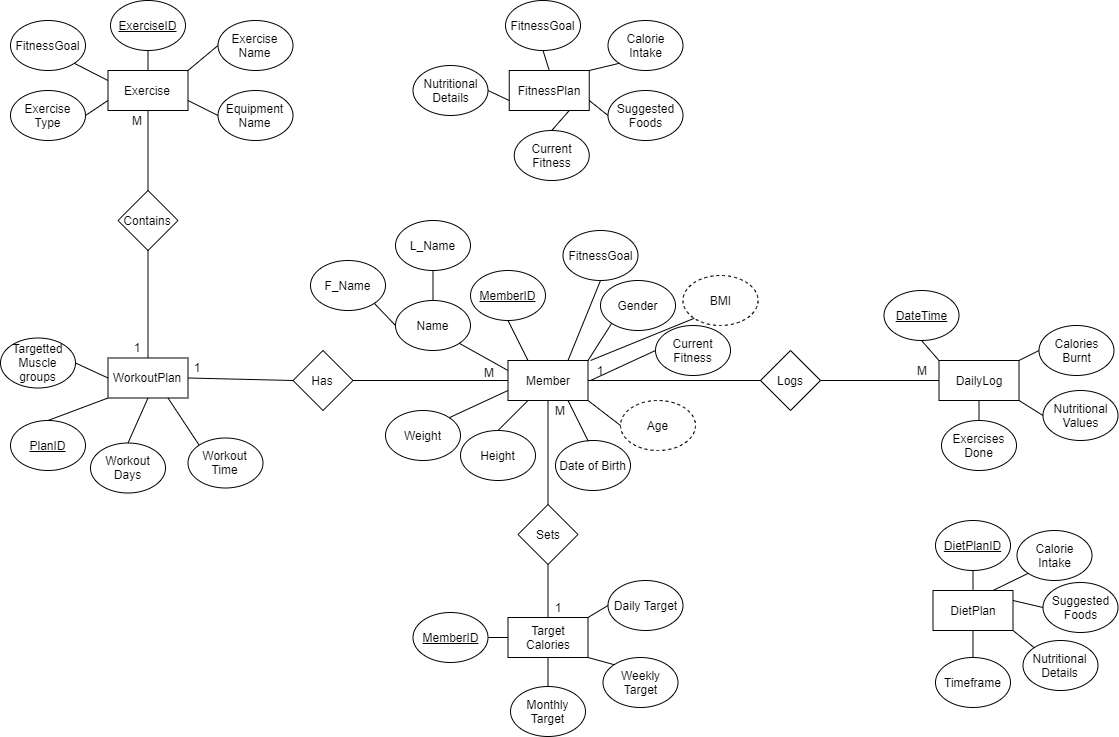 ExerciseID
FitnessGoal
Exercise
Name
Exercise
Exercise
Type
Equipment
Name
M
Contains
1
FitnessGoal
Calorie
Intake
Nutritional
Details
FitnessPlan
Suggested
Foods
Current
Fitness
L_Name
F_Name
Name
MemberID
FitnessGoal
Gender
BMI
Current
Fitness
DateTime
Calories
Burnt
Targetted
Muscle
groups
WorkoutPlan
1
Has
M
Member
1
Logs
M
DailyLog
Nutritional
Values
Exercises
Done
PlanID
Workout
Days
Workout
Time
Weight
Height
M
Date of Birth
Age
Sets
1
MemberID
Target
Calories
Daily Target
Weekly
Target
Monthly
Target
DietPlanID
Calorie
Intake
DietPlan
Suggested
Foods
Nutritional
Details
Timeframe